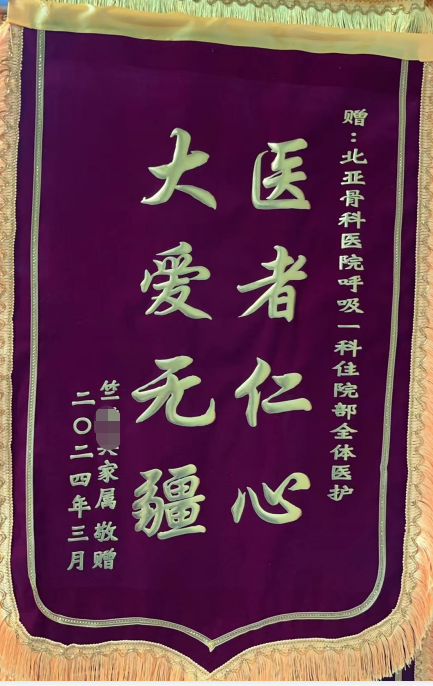 赠：北亚骨科医院呼吸一科住院部全体医护
医者仁心
大爱无疆
竺 家属 敬赠
二〇二四年三月